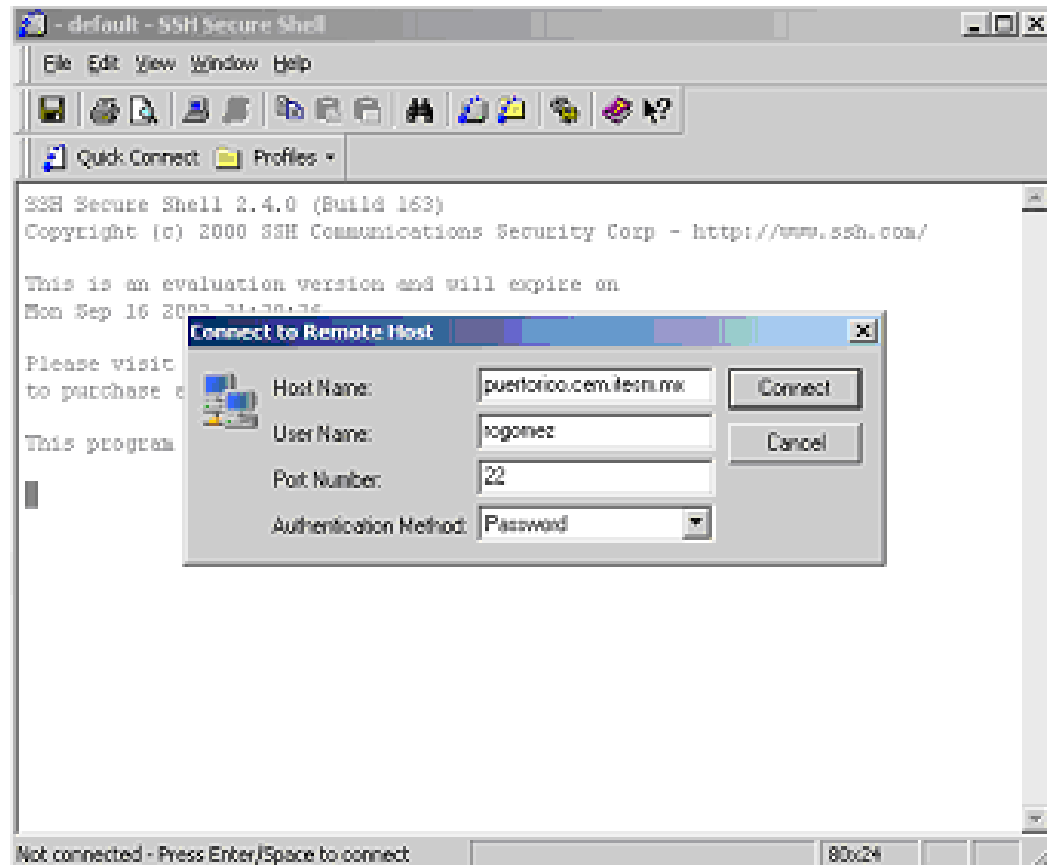 - default - SSH Secure Shell
File Edit View Window Help
Quick Connect Profiles
SSH Secure Shell 2.4.0 (Build 163)
Copyright (c) 2000 SSH Communications Security Corp - http://www.ssh.com/
This is an evaluation version and will expire on
Mon Sep 16
Connect to Remote Host
Please visit
to purchase
This program
Host Name: puertorico.cem.itesm.mx
Connect
User Name: rogomez
Cancel
Port Number: 22
Authentication Method: Password
Not connected - Press Enter/Space to connect
80x24